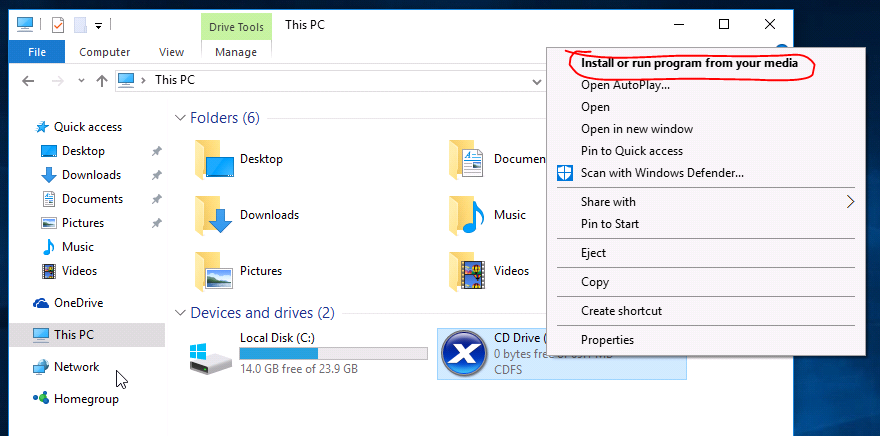 Drive Tools
This PC
File
Computer
View
Manage
This PC
Quick access
Desktop
Downloads
Documents
Pictures
Music
Videos
OneDrive
This PC
Network
Homegroup
Folders (6)
Desktop
Downloads
Music
Pictures
Videos
Devices and drives (2)
Local Disk (C:)
14.0 GB free of 23.9 GB
CD Drive (
0 bytes free
CDFS
Install or run program from your media
Open AutoPlay...
Open
Open in new window
Pin to Quick access
Scan with Windows Defender...
Share with
Pin to Start
Eject
Copy
Create shortcut
Properties